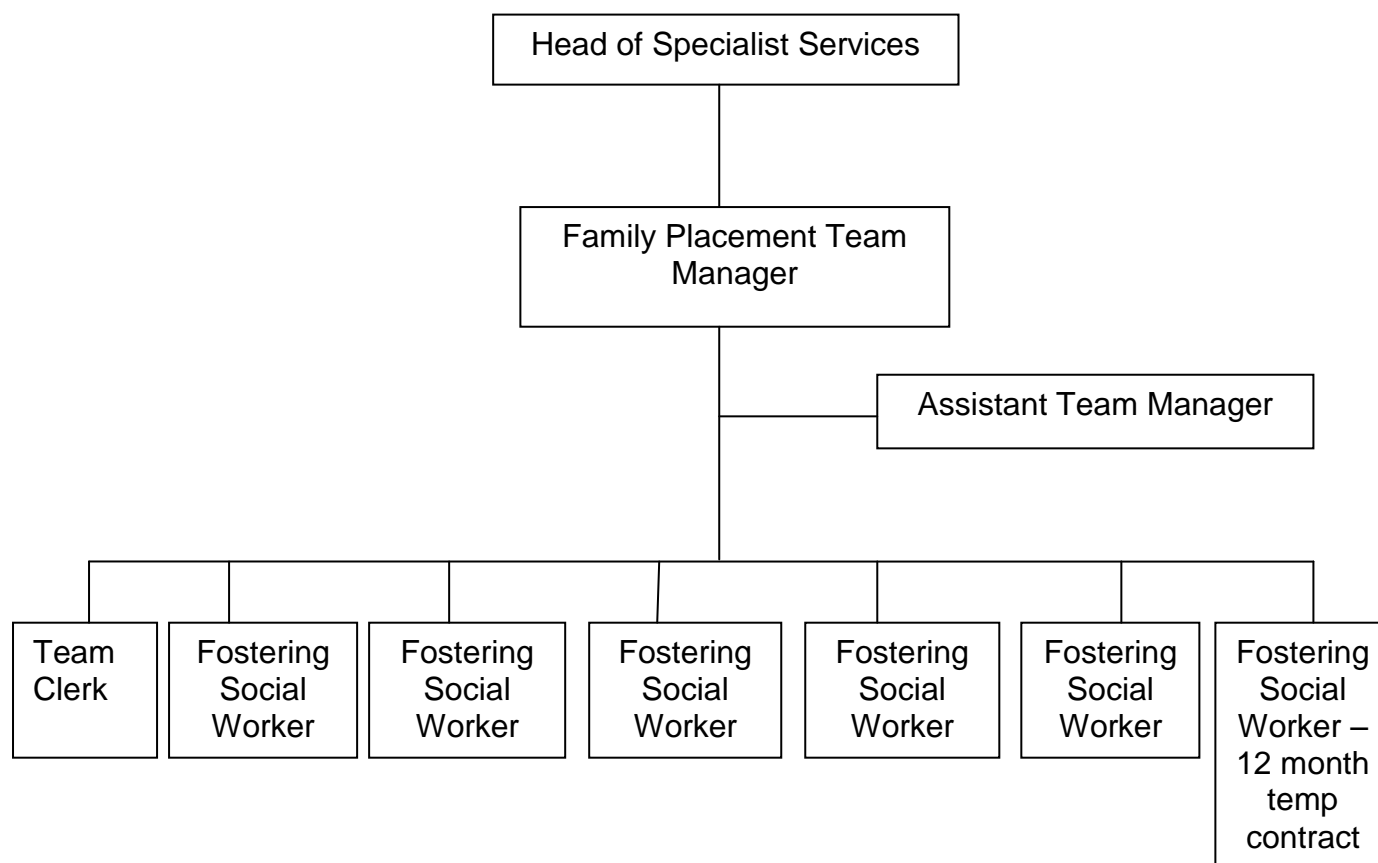 Head of Specialist Services
Family Placement Team
Manager
Assistant Team Manager
Team
Clerk
Fostering
Social
Worker
Fostering
Social
Worker
Fostering
Social
Worker
Fostering
Social
Worker
Fostering
Social
Worker
Fostering
Social
Worker –
12 month
temp
contract